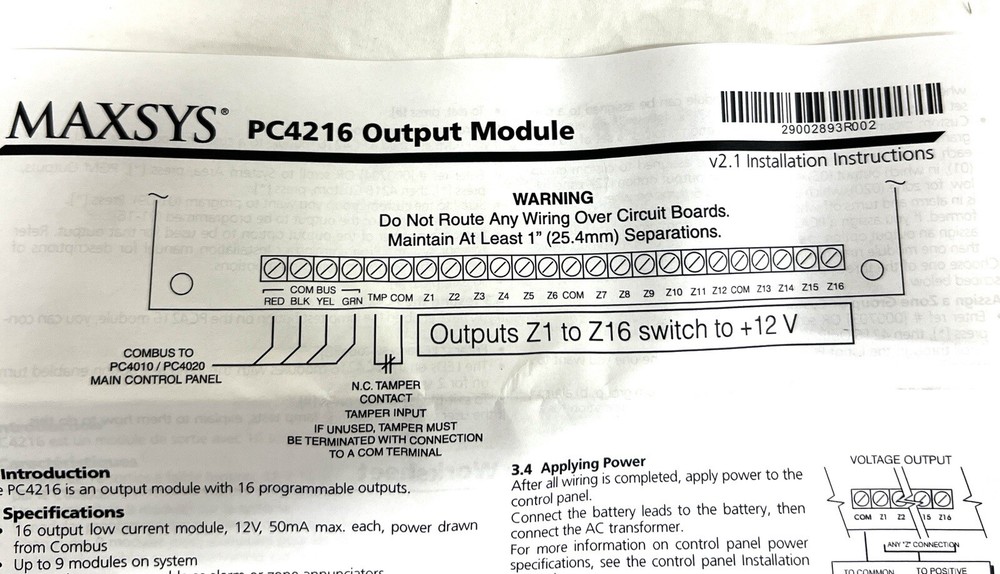 MAXSYS® PC4216 Output Module
29002893R002
v2.1 Installation Instructions
WARNING
Do Not Route Any Wiring Over Circuit Boards.
Maintain At Least 1” (25.4mm) Separations.
COM BUS
RED BLK YEL GRN TMP COM Z1 Z2 Z3 Z4 Z5 Z6 COM Z7 Z8 Z9 Z10 Z11 Z12 COM Z13 Z14 Z15 Z16
Outputs Z1 to Z16 switch to +12 V
COMBUS TO
PC4010 / PC4020
MAIN CONTROL PANEL
N.C. TAMPER
CONTACT
TAMPER INPUT
IF UNUSED, TAMPER MUST
BE TERMINATED WITH CONNECTION
TO A COM TERMINAL
Introduction
PC4216 is an output module with 16 programmable outputs.
Specifications
16 output low current module, 12V, 50mA max. each, power drawn
from Combus
• Up to 9 modules on system
3.4 Applying Power
After all wiring is completed, apply power to the
control panel.
Connect the battery leads to the battery, then
connect the AC transformer.
For more information on control panel power
specifications, see the control panel Installation
VOLTAGE OUTPUT
COM Z1 Z2 15 Z16
ANY "Z" CONNECTION
TO COMMON TO POSITIVE